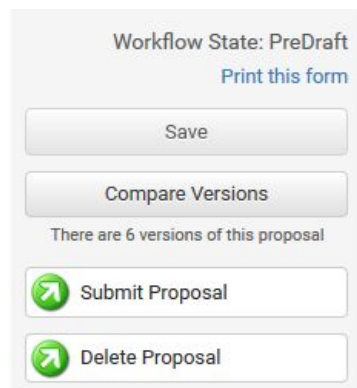 Workflow State: PreDraft
Print this form
Save
Compare Versions
There are 6 versions of this proposal
Submit Proposal
Delete Proposal